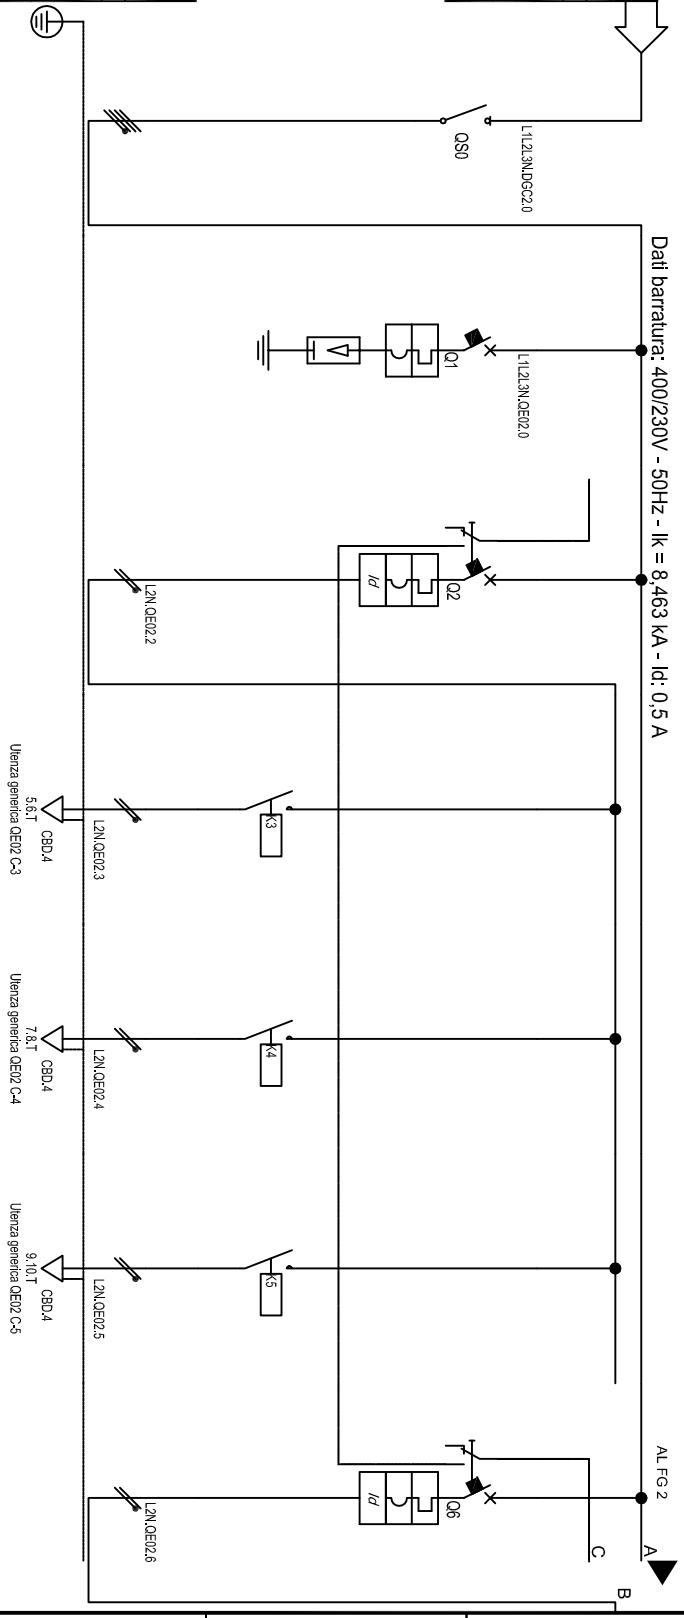 Dati barratura: 400/230V - 50Hz - Ik = 8,463 kA - Id: 0,5 A
AL FG 2
A
B
C
L1L2L3N.DGC2.0
QS0
L1L2L3N.QE02.0
Q1
Q2
Id
L2N.QE02.2
K3
L2N.QE02.3
CBD.4
5.6.T
Utenza generica QE02 C-3
K4
L2N.QE02.4
CBD.4
7.8.T
Utenza generica QE02 C-4
K5
L2N.QE02.5
CBD.4
9.10.T
Utenza generica QE02 C-5
Q6
Id
L2N.QE02.6